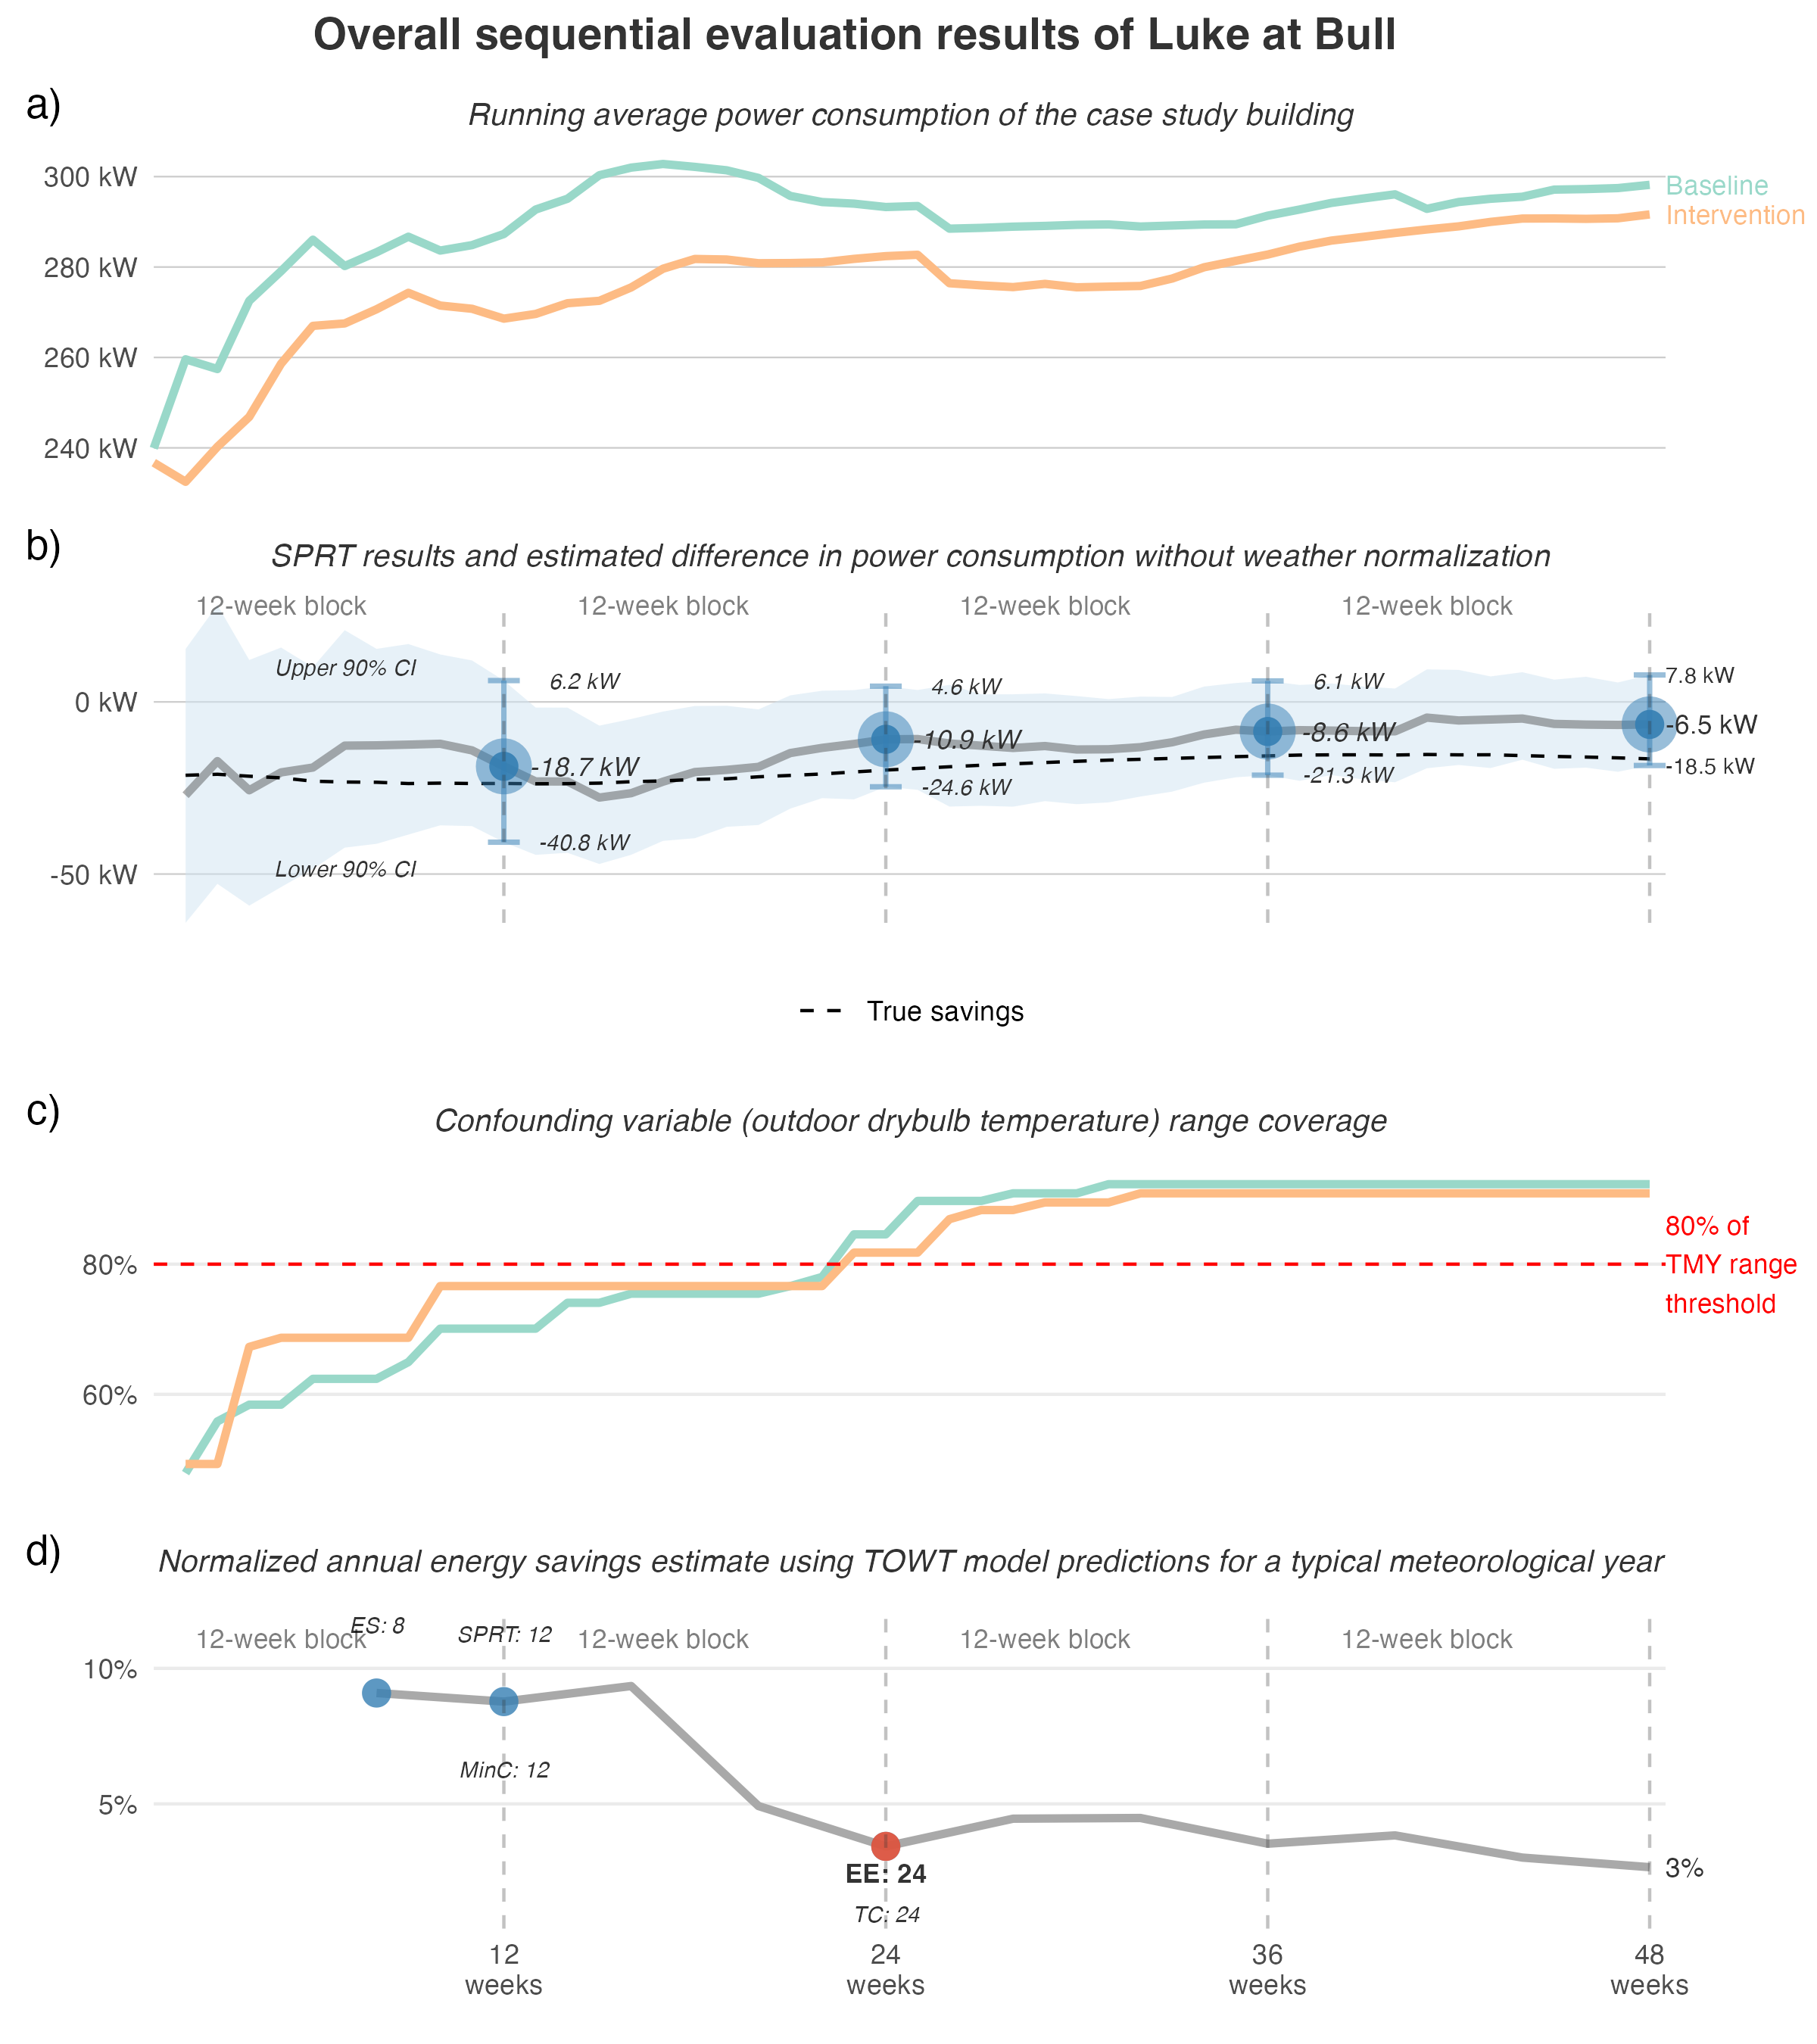 Overall sequential evaluation results of Luke at Bull
a)
Running average power consumption of the case study building
300 kW
280 kW
260 kW
240 kW
Baseline
Intervention
b)
SPRT results and estimated difference in power consumption without weather normalization
12-week block 12-week block 12-week block 12-week block
Upper 90% CI
Lower 90% CI
0 kW
-50 kW
6.2 kW
-18.7 kW
-40.8 kW
4.6 kW
-10.9 kW
-24.6 kW
6.1 kW
-8.6 kW
-21.3 kW
7.8 kW
-6.5 kW
-18.5 kW
True savings
c)
Confounding variable (outdoor drybulb temperature) range coverage
80%
60%
80% of
TMY range
threshold
d)
Normalized annual energy savings estimate using TOWT model predictions for a typical meteorological year
12-week block 12-week block 12-week block 12-week block
ES: 8
SPRT: 12
10%
MinC: 12
5%
EE: 24
TC: 24
3%
12
weeks
24
weeks
36
weeks
48
weeks